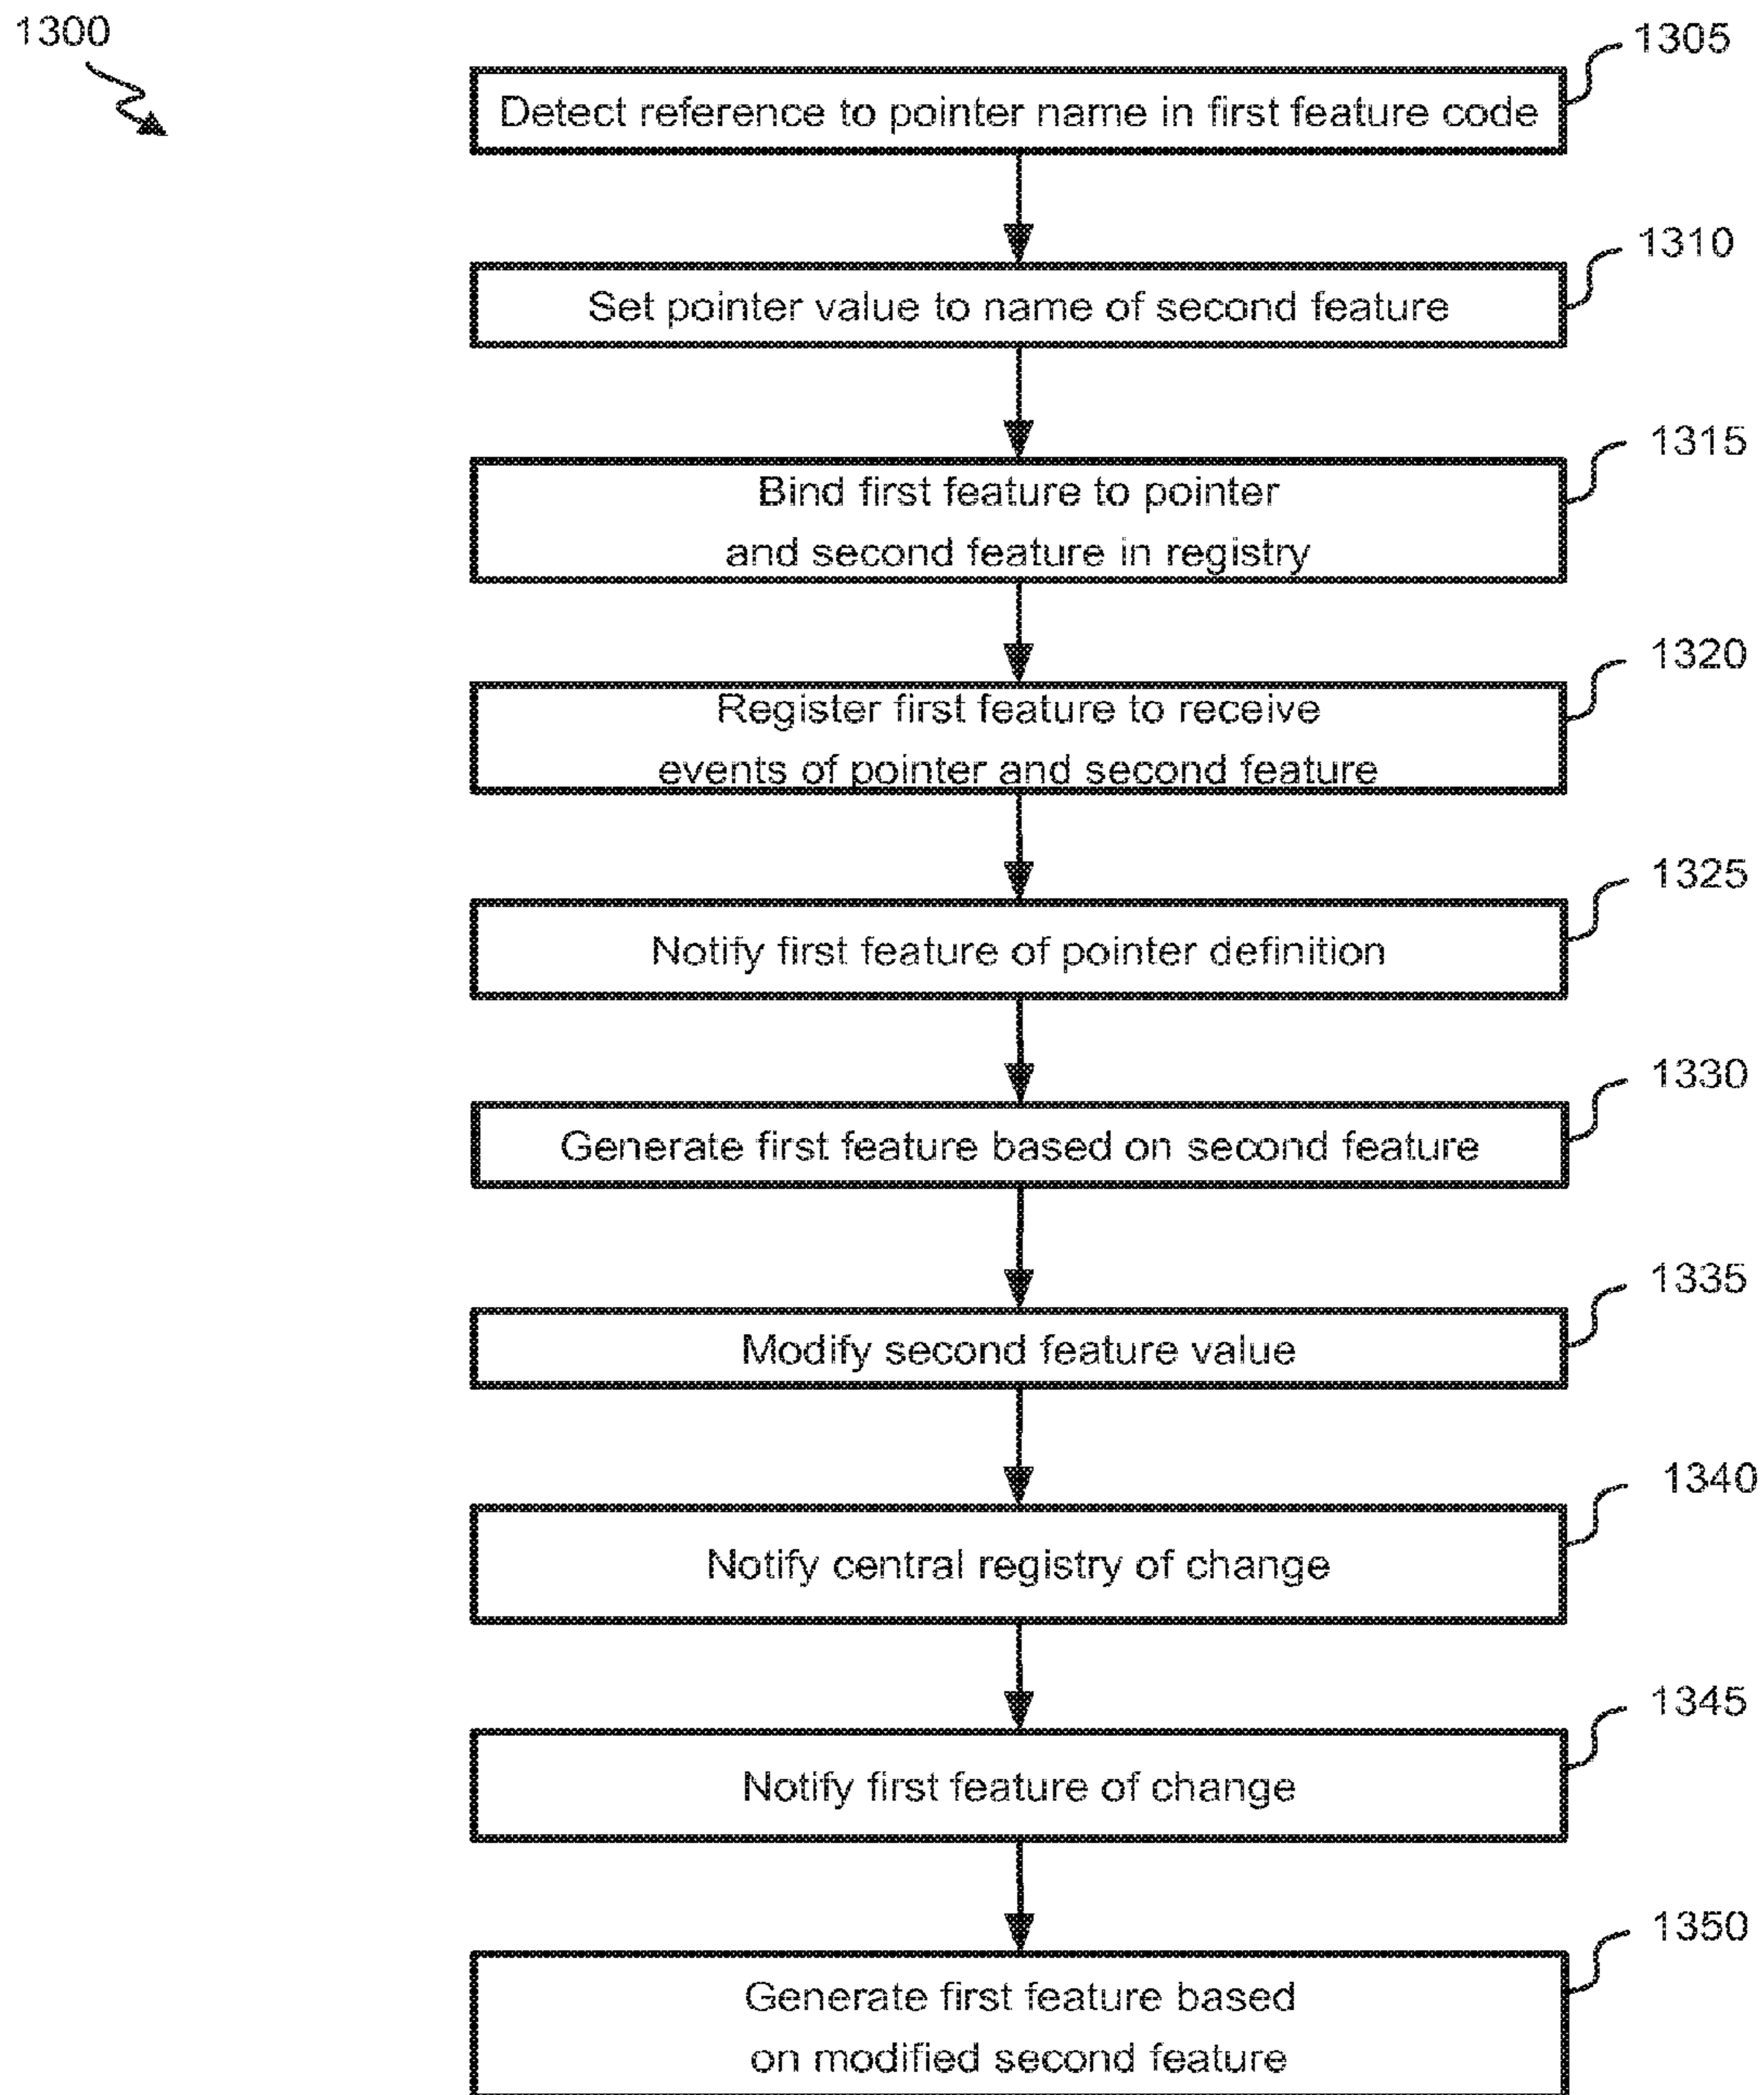 1300
1305
Detect reference to pointer name in first feature code
1310
Set pointer value to name of second feature
1315
Bind first feature to pointer
and second feature in registry
1320
Register first feature to receive
events of pointer and second feature
1325
Notify first feature of pointer definition
1330
Generate first feature based on second feature
1335
Modify second feature value
1340
Notify central registry of change
1345
Notify first feature of change
1350
Generate first feature based
on modified second feature